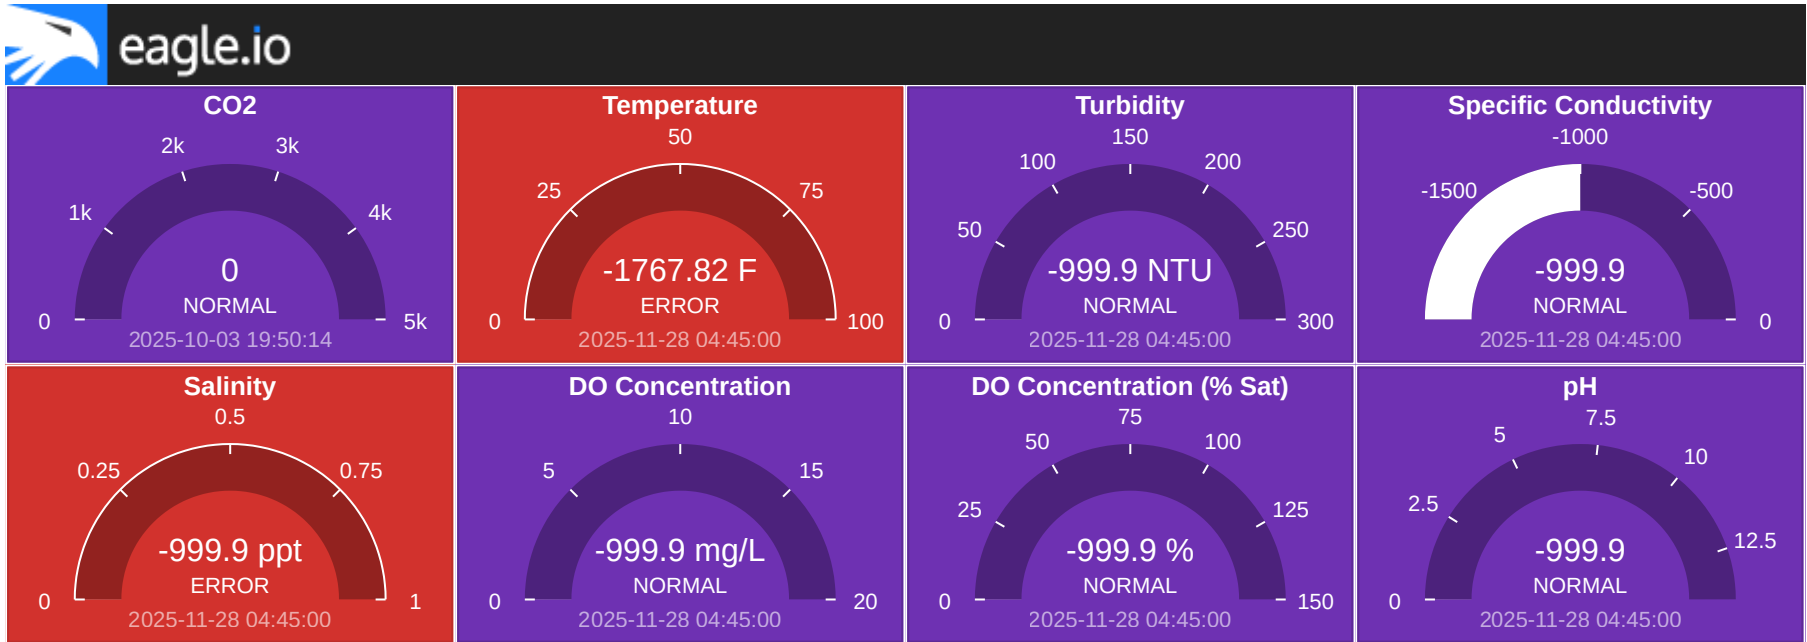 eagle.io
CO2
2k
3k
1k
4k
0
NORMAL
0
5k
2025-10-03 19:50:14
Temperature
50
25
75
-1767.82 F
ERROR
0
100
2025-11-28 04:45:00
Turbidity
150
100
200
50
250
-999.9 NTU
NORMAL
0
300
2025-11-28 04:45:00
Specific Conductivity
-1000
-1500
-500
-999.9
NORMAL
0
2025-11-28 04:45:00
Salinity
0.5
0.25
0.75
-999.9 ppt
ERROR
0
1
2025-11-28 04:45:00
DO Concentration
10
5
15
-999.9 mg/L
NORMAL
0
20
2025-11-28 04:45:00
DO Concentration (% Sat)
75
50
100
25
125
-999.9 %
NORMAL
0
150
2025-11-28 04:45:00
pH
7.5
5
10
2.5
12.5
-999.9
NORMAL
0
2025-11-28 04:45:00